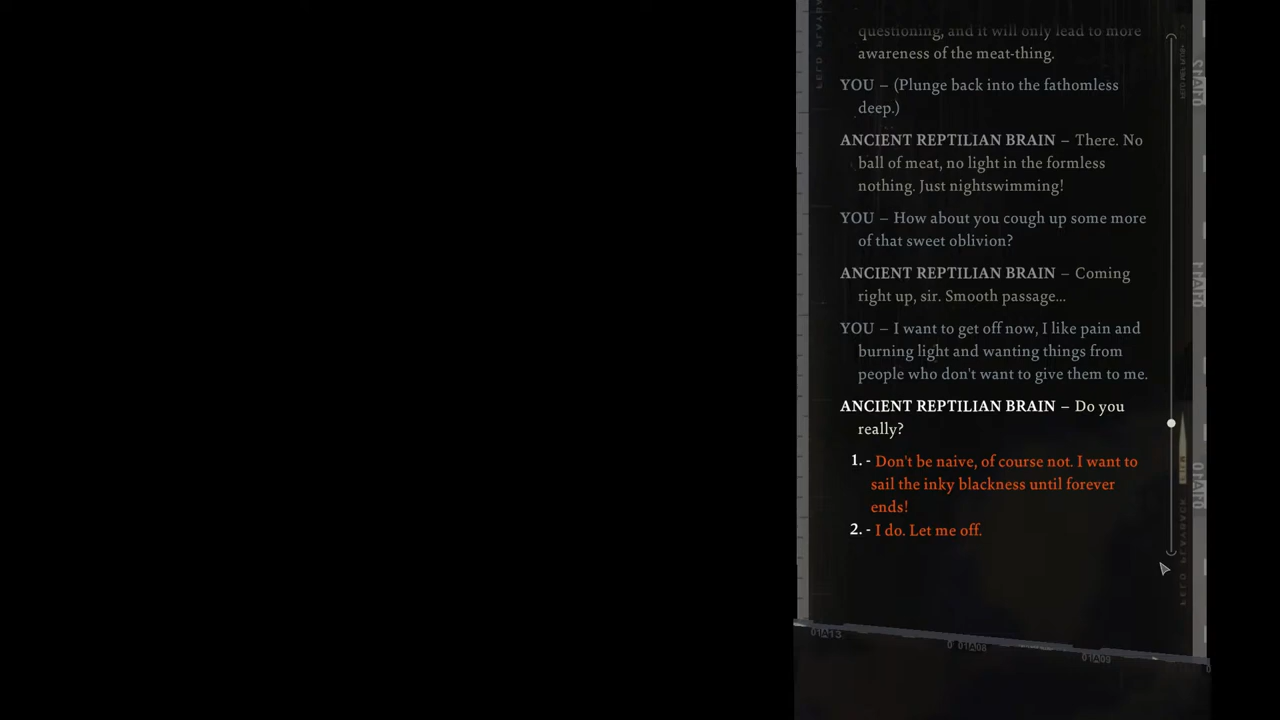 questioning, and it will only lead to more
awareness of the meat-thing.
YOU – (Plunge back into the fathomless
deep.)
ANCIENT REPTILIAN BRAIN – There. No
ball of meat, no light in the formless
nothing. Just nightswimming!
YOU – How about you cough up some more
of that sweet oblivion?
ANCIENT REPTILIAN BRAIN – Coming
right up, sir. Smooth passage...
YOU – I want to get off now, I like pain and
burning light and wanting things from
people who don't want to give them to me.
ANCIENT REPTILIAN BRAIN – Do you
really?
1. - Don't be naive, of course not. I want to
sail the inky blackness until forever
ends!
2. - I do. Let me off.
01A13
01A08
01A09